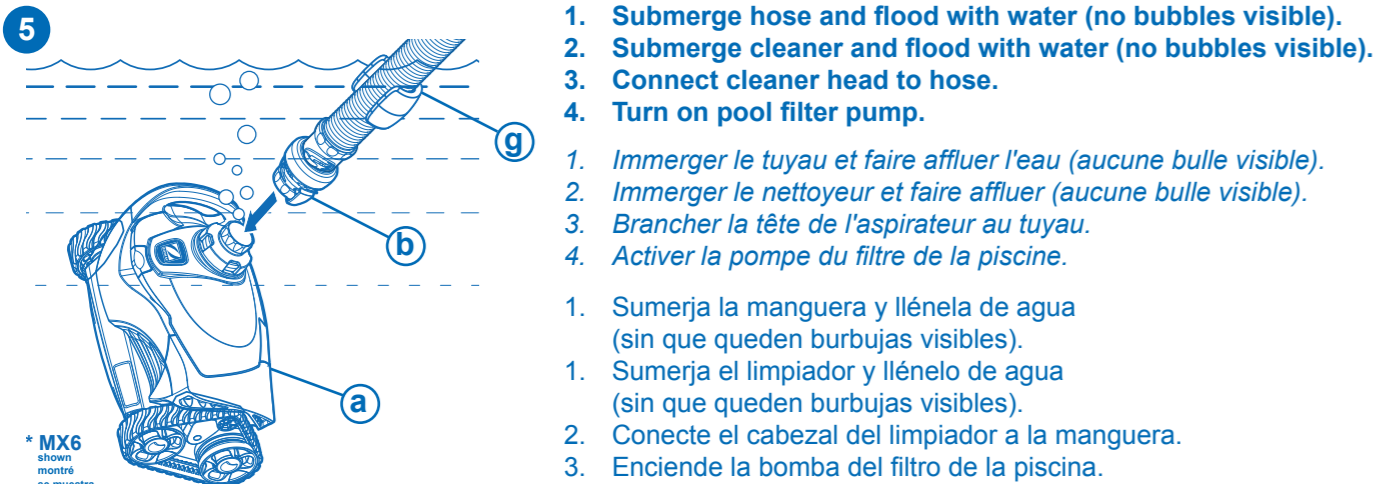 5
1. Submerge hose and flood with water (no bubbles visible).
2. Submerge cleaner and flood with water (no bubbles visible).
3. Connect cleaner head to hose.
4. Turn on pool filter pump.
1. Immerger le tuyau et faire affluer l'eau (aucune bulle visible).
2. Immerger le nettoyeur et faire affluer (aucune bulle visible).
3. Brancher la tête de l'aspirateur au tuyau.
4. Activer la pompe du filtre de la piscine.
1. Sumerja la manguera y llénela de agua
(sin que queden burbujas visibles).
1. Sumerja el limpiador y llénelo de agua
(sin que queden burbujas visibles).
2. Conecte el cabezal del limpiador a la manguera.
3. Enciende la bomba del filtro de la piscina.
g
b
a
* MX6
shown
montré
se muestra